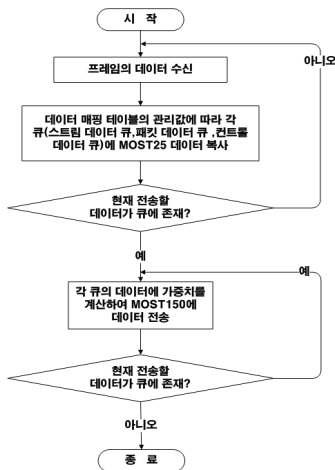 시 작
아니오
프레임의 데이터 수신
데이터 매핑 테이블의 관리값에 따라 각
큐(스트림 데이터 큐,패킷 데이터 큐 ,컨트롤
데이터 큐)에 MOST25 데이터 복사
현재 전송할
데이터가 큐에 존재?
예
예
각 큐의 데이터에 가중치를
계산하여 MOST150에
데이터 전송
현재 전송할
데이터가 큐에 존재?
아니오
종 료